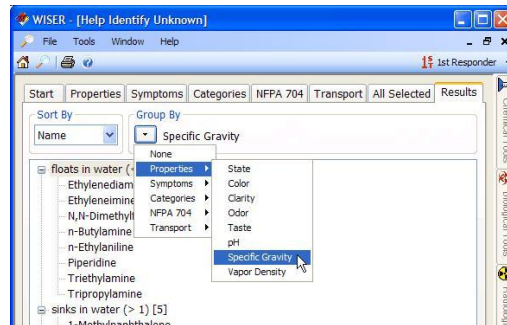 WISER - [Help Identify Unknown]
File Tools Window Help
1st Responder
Start Properties Symptoms Categories NFPA 704 Transport All Selected Results
Sort By Group By
Name Specific Gravity
None
floats in water Properties State
Symptoms Color
Ethyleneimine Categories Clarity
NFPA 704 Odor
n-Butylamine Transport Taste
n-Ethylaniline pH
Piperidine Specific Gravity
Triethylamine Vapor Density
Tripropylamine
sinks in water (> 1) [5]
1-Methylnaphthalene